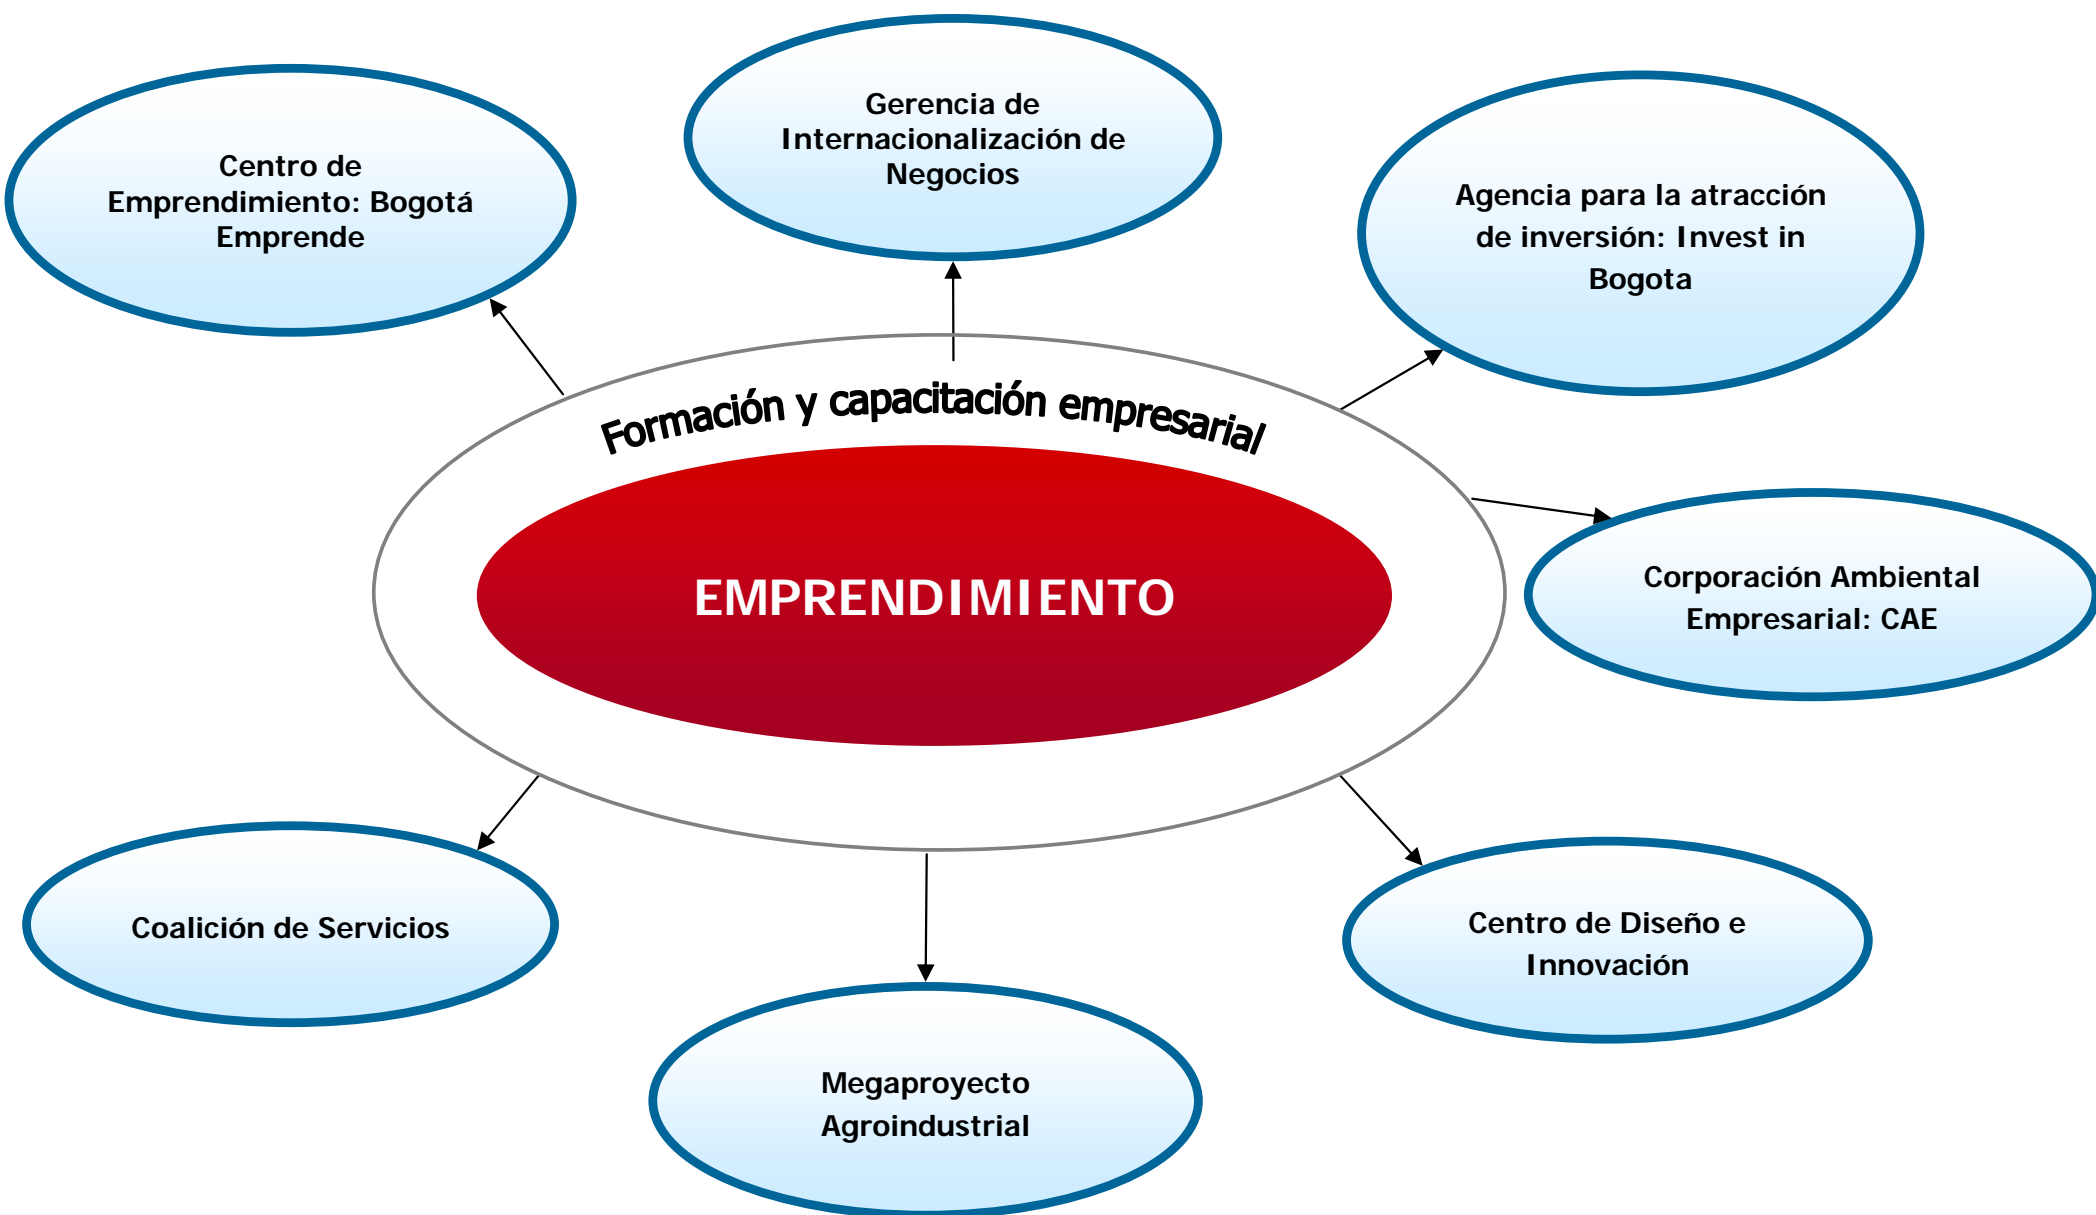 Gerencia de
Internacionalización de
Negocios
Centro de
Emprendimiento: Bogotá
Emprende
Agencia para la atracción
de inversión: Invest in
Bogota
Formación y capacitación empresarial
EMPRENDIMIENTO
Corporación Ambiental
Empresarial: CAE
Coalición de Servicios
Centro de Diseño e
Innovación
Megaproyecto
Agroindustrial